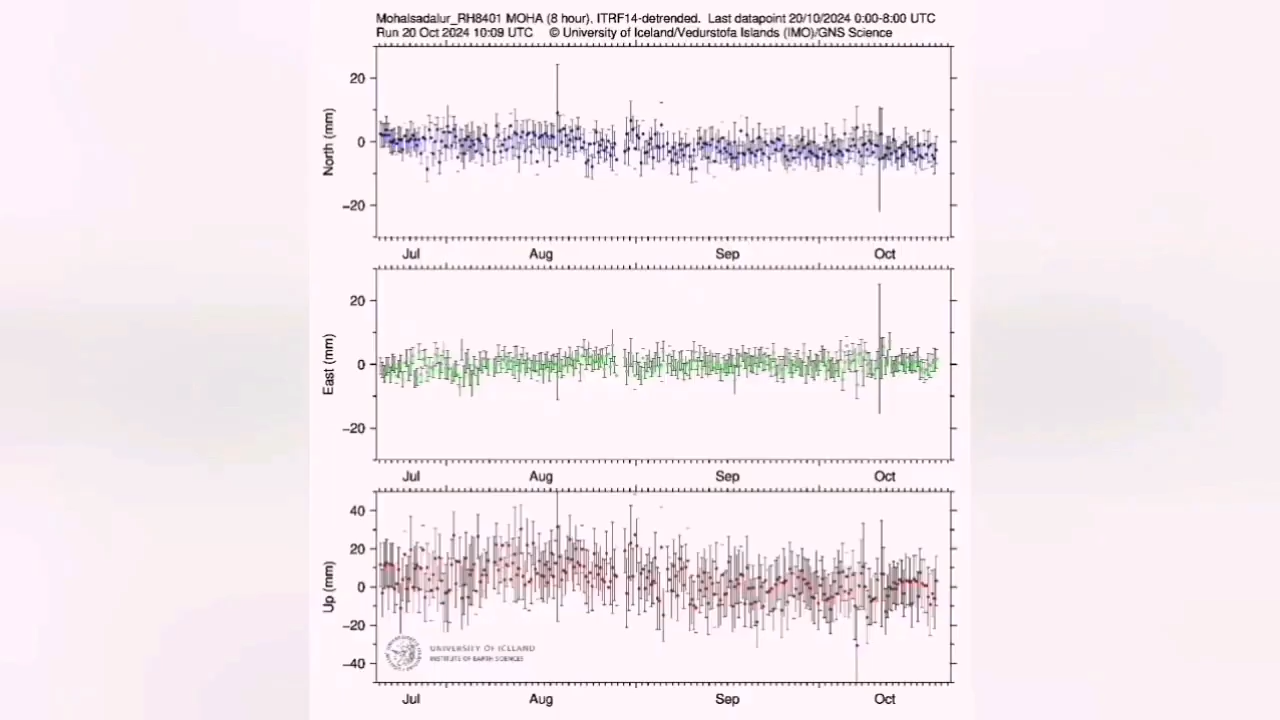 Mohalsadalur_RH8401 MOHA (8 hour), ITRF14-detrended. Last datapoint 20/10/2024 0:00-8:00 UTC
Run 20 Oct 2024 10:09 UTC © University of Iceland/Vedurstofa Islands (IMO)/GNS Science
North (mm)
20
0
−20
Jul Aug Sep Oct
East (mm)
20
0
−20
Jul Aug Sep Oct
Up (mm)
40
20
0
−20
−40
UNIVERSITY OF ICELAND
INSTITUTE OF EARTH SCIENCES
Jul Aug Sep Oct